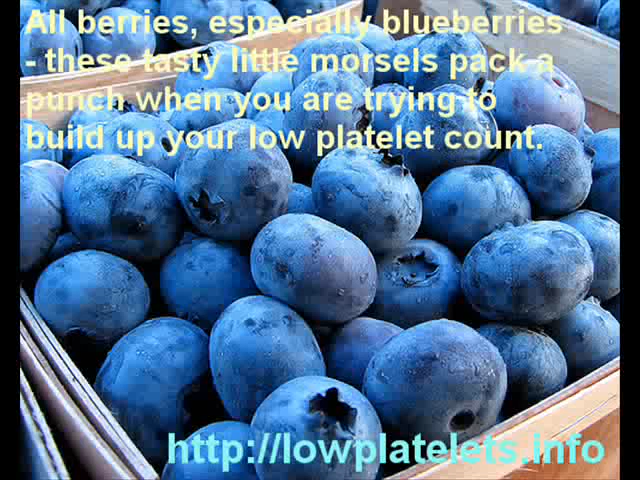 All berries, especially blueberries
- these tasty little morsels pack a
punch when you are trying to
build up your low platelet count.
http://lowplatelets.info